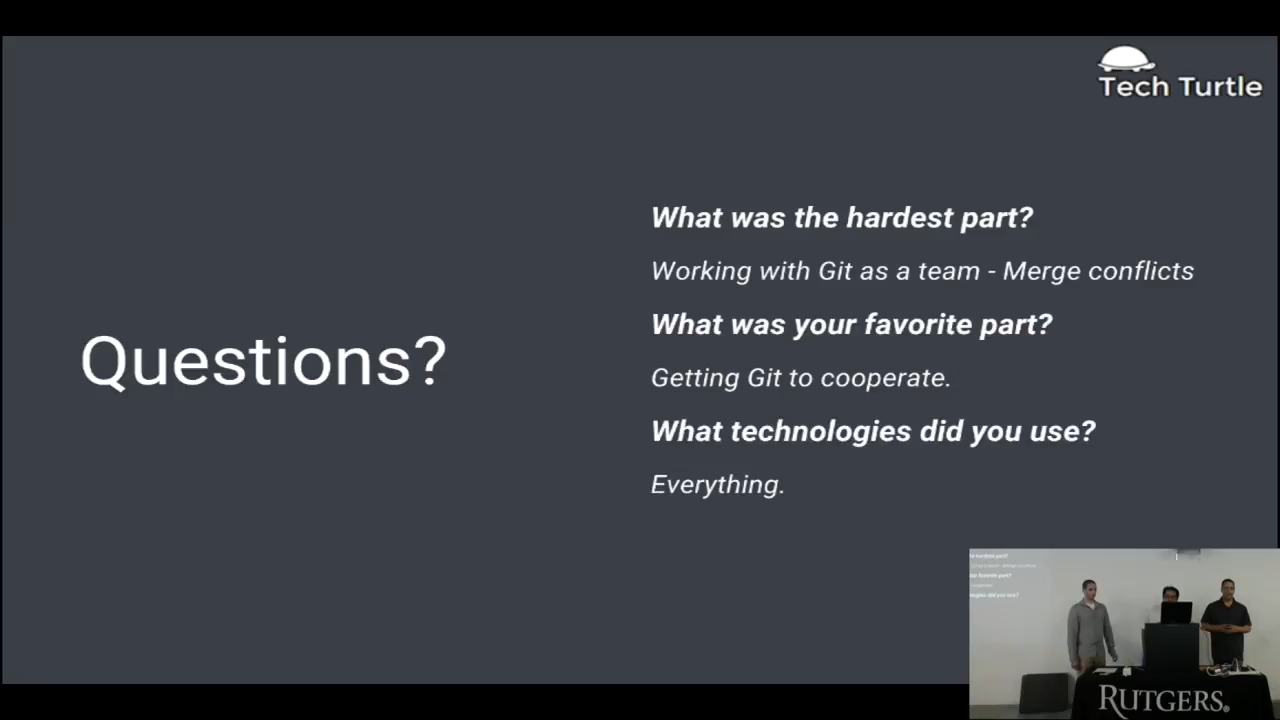 Tech Turtle
Questions?
What was the hardest part?
Working with Git as a team - Merge conflicts
What was your favorite part?
Getting Git to cooperate.
What technologies did you use?
Everything.
RUTGERS®